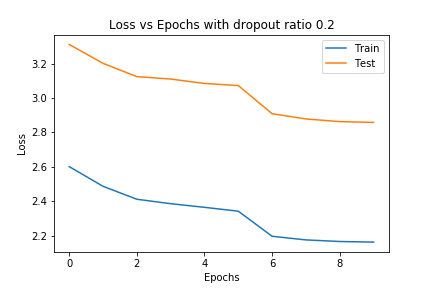 Loss vs Epochs with dropout ratio 0.2
Train
Test
3.2
3.0
2.8
2.6
2.4
2.2
Loss
0 2 4 6 8
Epochs